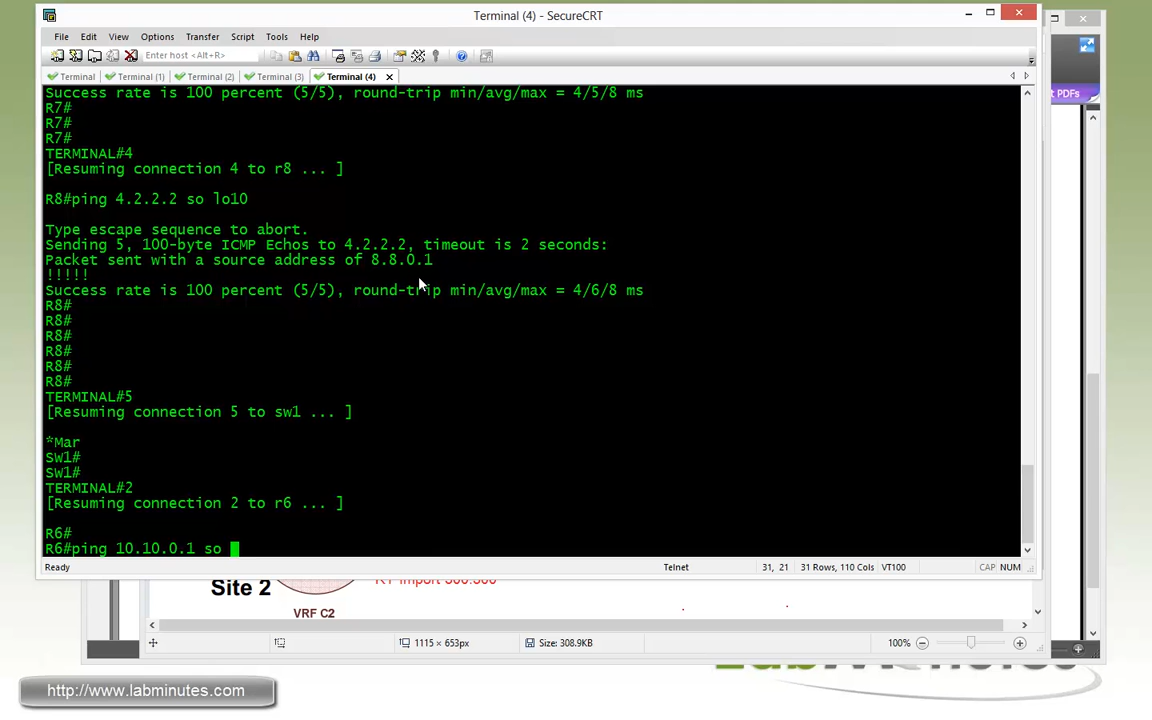 Terminal (4) - SecureCRT
File Edit View Options Transfer Script Tools Help
Enter host <Alt+R>
Terminal Terminal (1) Terminal (2) Terminal (3) Terminal (4)
t PDFs
Success rate is 100 percent (5/5), round-trip min/avg/max = 4/5/8 ms
R7#
R7#
R7#
TERMINAL#4
[Resuming connection 4 to r8 ... ]
R8#ping 4.2.2.2 so lo10
Type escape sequence to abort.
Sending 5, 100-byte ICMP Echos to 4.2.2.2, timeout is 2 seconds:
Packet sent with a source address of 8.8.0.1
!!!!!
Success rate is 100 percent (5/5), round-trip min/avg/max = 4/6/8 ms
R8#
R8#
R8#
R8#
R8#
R8#
TERMINAL#5
[Resuming connection 5 to sw1 ... ]
*Mar
SW1#
SW1#
TERMINAL#2
[Resuming connection 2 to r6 ... ]
R6#
R6#ping 10.10.0.1 so
Ready Telnet 31, 21 31 Rows, 110 Cols VT100 CAP NUM
Site 2
RT Import 300:300
VRF C2
1115 × 653px Size: 308.9KB 100%
http://www.labminutes.com